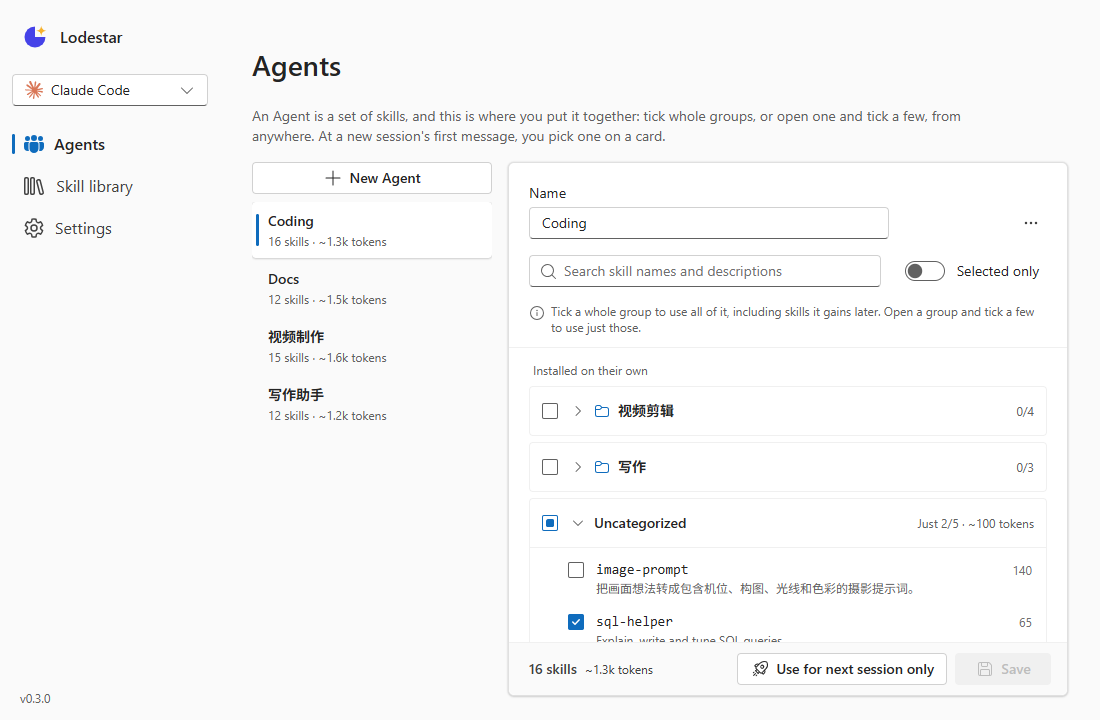 Lodestar
Claude Code
Agents
Skill library
Settings
v0.3.0
Agents
An Agent is a set of skills, and this is where you put it together: tick whole groups, or open one and tick a few, from
anywhere. At a new session's first message, you pick one on a card.
New Agent
Coding
16 skills · ~1.3k tokens
Docs
12 skills · ~1.5k tokens
视频制作
15 skills · ~1.6k tokens
写作助手
12 skills · ~1.2k tokens
Name
Coding
Search skill names and descriptions
Selected only
Tick a whole group to use all of it, including skills it gains later. Open a group and tick a few
to use just those.
Installed on their own
视频剪辑 0/4
写作 0/3
Uncategorized Just 2/5 · ~100 tokens
image-prompt 140
把画面想法转成包含机位、构图、光线和色彩的摄影提示词。
sql-helper 65
Explain, write and tune SQL queries
16 skills ~1.3k tokens
Use for next session only
Save